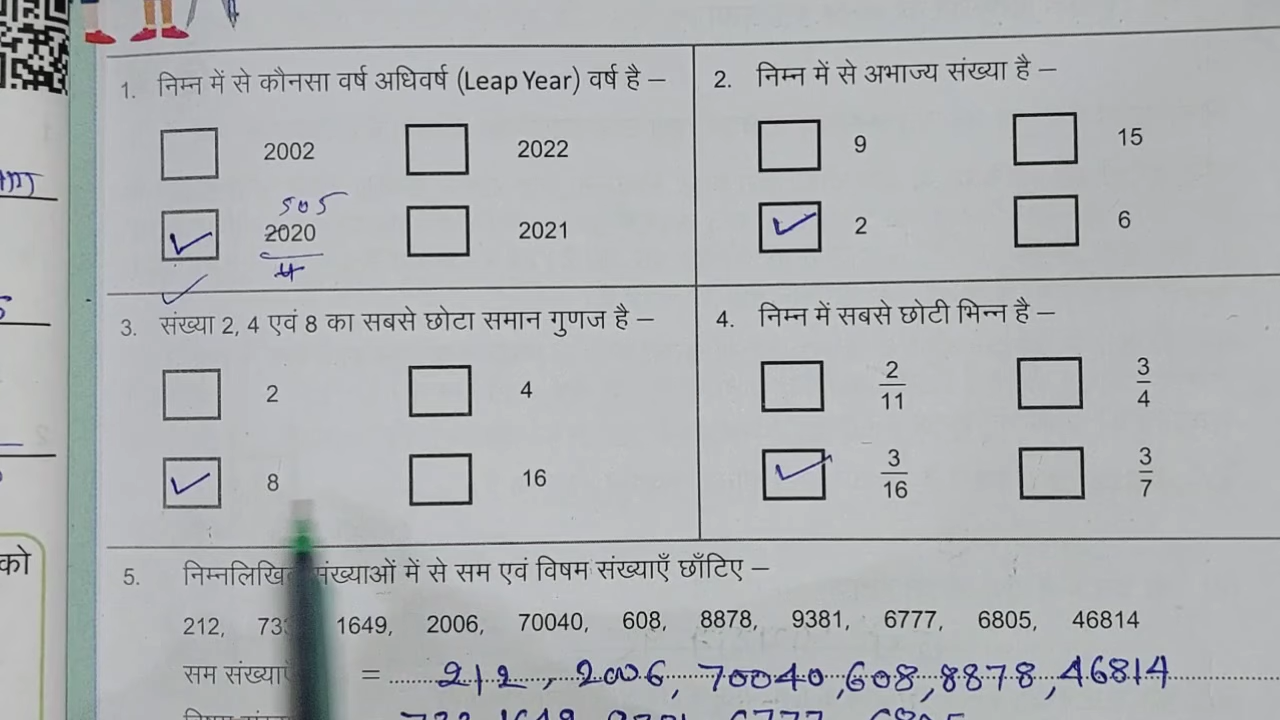 1. निम्न में से कौनसा वर्ष अधिवर्ष (Leap Year) वर्ष है –
2002 2022
505
2020 2021
4
2. निम्न में से अभाज्य संख्या है –
9 15
2 6
3. संख्या 2, 4 एवं 8 का सबसे छोटा समान गुणज है –
2 4
8 16
4. निम्न में सबसे छोटी भिन्न है –
2/11 3/4
3/16 3/7
5. संख्याओं में से सम एवं विषम संख्याएँ छाँटिए –
212, 1649, 2006, 70040, 608, 8878, 9381, 6777, 6805, 46814
सम = 212, 2006, 70040, 608, 8878, 46814
को